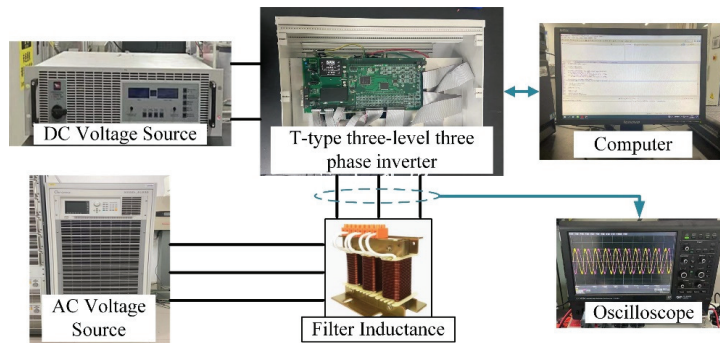 DC Voltage Source
T-type three-level three
phase inverter
Computer
AC Voltage
Source
Filter Inductance
Oscilloscope